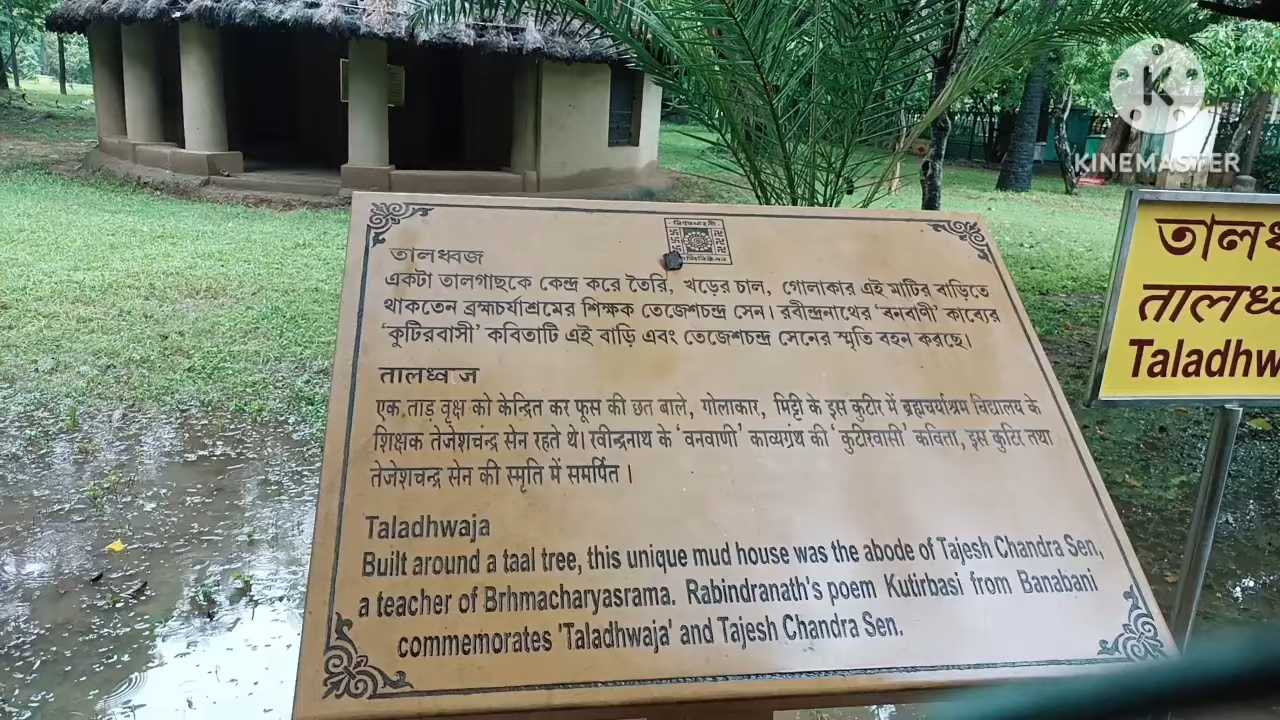 K
KINEMASTER
তালধ্বজ
একটা তালগাছকে কেন্দ্র করে তৈরি, খড়ের চাল, গোলাকার এই মাটির বাড়িতে
থাকতেন ব্রহ্মচর্যাশ্রমের শিক্ষক তেজেশচন্দ্র সেন। রবীন্দ্রনাথের 'বনবাণী' কাব্যের
'কুটিরবাসী' কবিতাটি এই বাড়ি এবং তেজেশচন্দ্র সেনের স্মৃতি বহন করছে।
तालध्वज
एक ताड़ वृक्ष को केन्द्रित कर फूस की छत बाले, गोलाकार, मिट्टी के इस कुटीर में ब्रह्मचर्याश्रम विद्यालय के
शिक्षक तेजेशचंन्द्र सेन रहते थे। रवीन्द्रनाथ के 'वनवाणी' काव्यग्रंथ की 'कुटीरवासी' कविता, इस कुटिर तथा
तेजेशचन्द्र सेन की स्मृति में समर्पित।
Taladhwaja
Built around a taal tree, this unique mud house was the abode of Tajesh Chandra Sen,
a teacher of Brhmacharyasrama. Rabindranath's poem Kutirbasi from Banabani
commemorates 'Taladhwaja' and Tajesh Chandra Sen.
তালধ
तालध
Taladhw